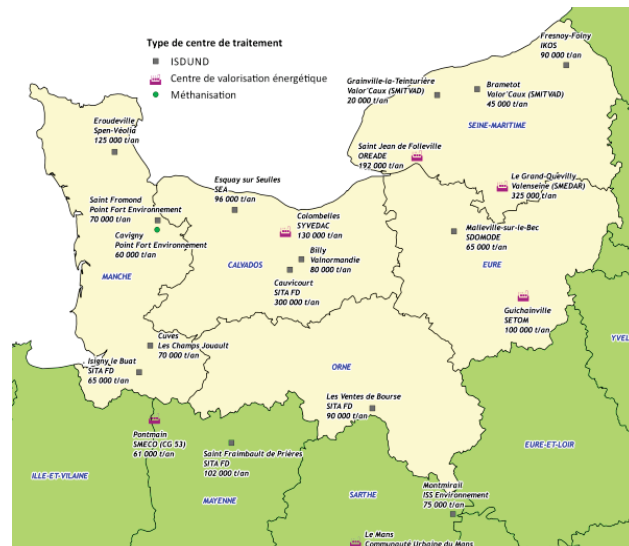 Type de centre de traitement
ISDUND
Centre de valorisation énergétique
Méthanisation
Fresnoy-Folny
IKOS
90 000 t/an
Grainville-la-Teinturière
Valor'Caux (SMITVAD)
20 000 t/an
Brametot
Valor'Caux (SMITVAD)
45 000 t/an
SEINE-MARITIME
Eroudeville
Spen-Véolia
125 000 t/an
Saint Jean de Folleville
OREADE
192 000 t/an
Le Grand-Quevilly
Valenseine (SMEDAR)
325 000 t/an
Esquay sur Seulles
SEA
96 000 t/an
Saint Fromond
Point Fort Environnement
70 000 t/an
Cavigny
Point Fort Environnement
60 000 t/an
MANCHE
Colombelles
SYVEDAC
130 000 t/an
Billy
Valnormandie
80 000 t/an
CALVADOS
Cauvicourt
SITA FD
300 000 t/an
Malleville-sur-le-Bec
SDOMODE
65 000 t/an
EURE
Guichainville
SETOM
100 000 t/an
YVEL
Cuves
Les Champs Jouault
70 000 t/an
Isigny le Buat
SITA FD
65 000 t/an
ORNE
Les Ventes de Bourse
SITA FD
90 000 t/an
Pontmain
SMECO (CG 53)
61 000 t/an
Saint Fraimbault de Prières
SITA FD
102 000 t/an
EURE-ET-LOIR
ILLE-ET-VILAINE
MAYENNE
SARTHE
Montmirail
ISS Environnement
75 000 t/an
Le Mans
Communauté Urbaine du Mans